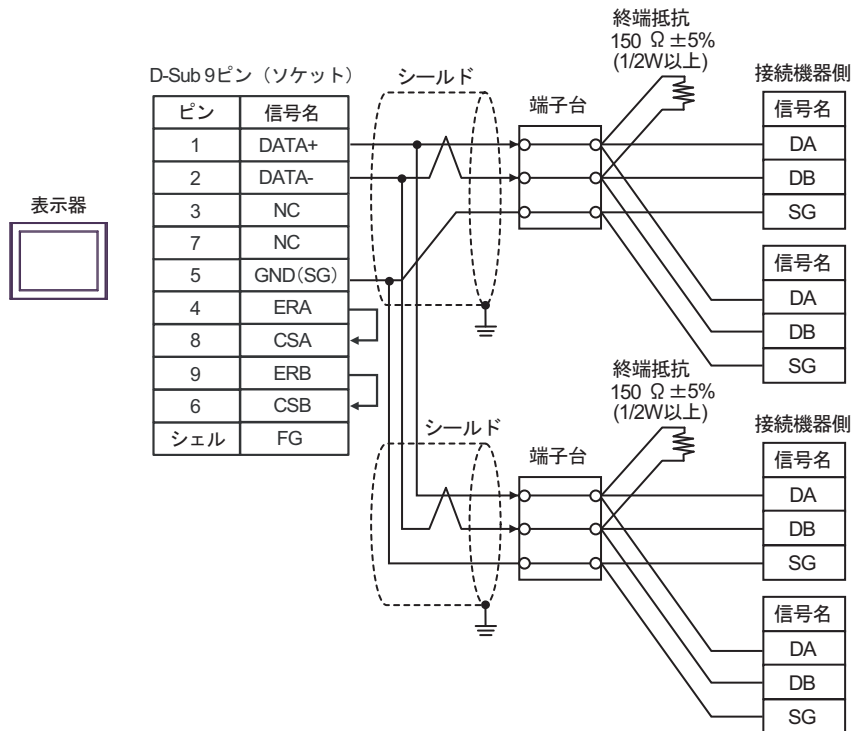 終端抵抗
150 Ω ±5%
(1/2W以上)
D-Sub 9ピン（ソケット）
シールド
端子台
接続機器側
ピン 信号名
1 DATA+
2 DATA-
3 NC
7 NC
5 GND(SG)
4 ERA
8 CSA
9 ERB
6 CSB
シェル FG
表示器
信号名
DA
DB
SG
信号名
DA
DB
SG
終端抵抗
150 Ω ±5%
(1/2W以上)
シールド
端子台
接続機器側
信号名
DA
DB
SG
信号名
DA
DB
SG